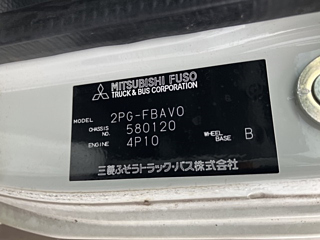 MITSUBISHI FUSO
TRUCK & BUS CORPORATION
MODEL 2PG-FBAV0
CHASSIS NO. 580120
ENGINE 4P10 WHEEL BASE B
三菱ふそうトラック・バス株式会社